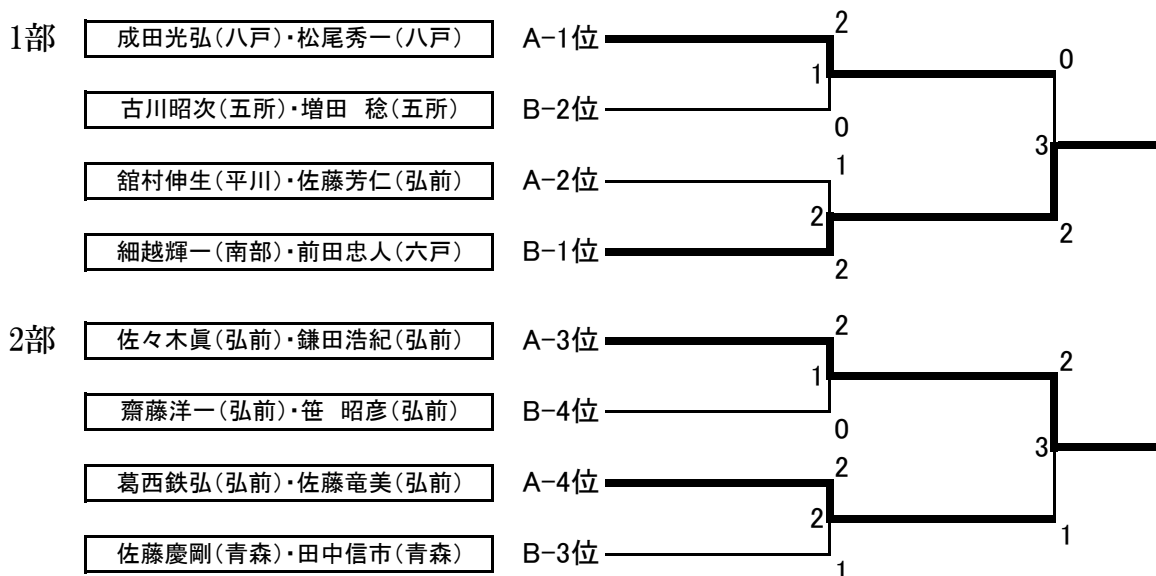 2
1部 成田光弘(八戸)・松尾秀一(八戸) A-1位
0
1
古川昭次(五所)・増田　稔(五所) B-2位
0
1
3
舘村伸生(平川)・佐藤芳仁(弘前) A-2位
2
2
細越輝一(南部)・前田忠人(六戸) B-1位
2
2
2部 佐々木眞(弘前)・鎌田浩紀(弘前) A-3位
2
1
齋藤洋一(弘前)・笹　昭彦(弘前) B-4位
0
3
2
葛西鉄弘(弘前)・佐藤竜美(弘前) A-4位
2
1
佐藤慶剛(青森)・田中信市(青森) B-3位
1